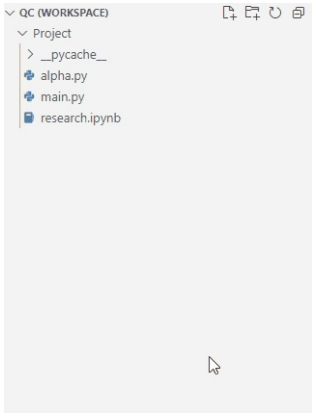 QC (WORKSPACE)
Project
__pycache__
alpha.py
main.py
research.ipynb